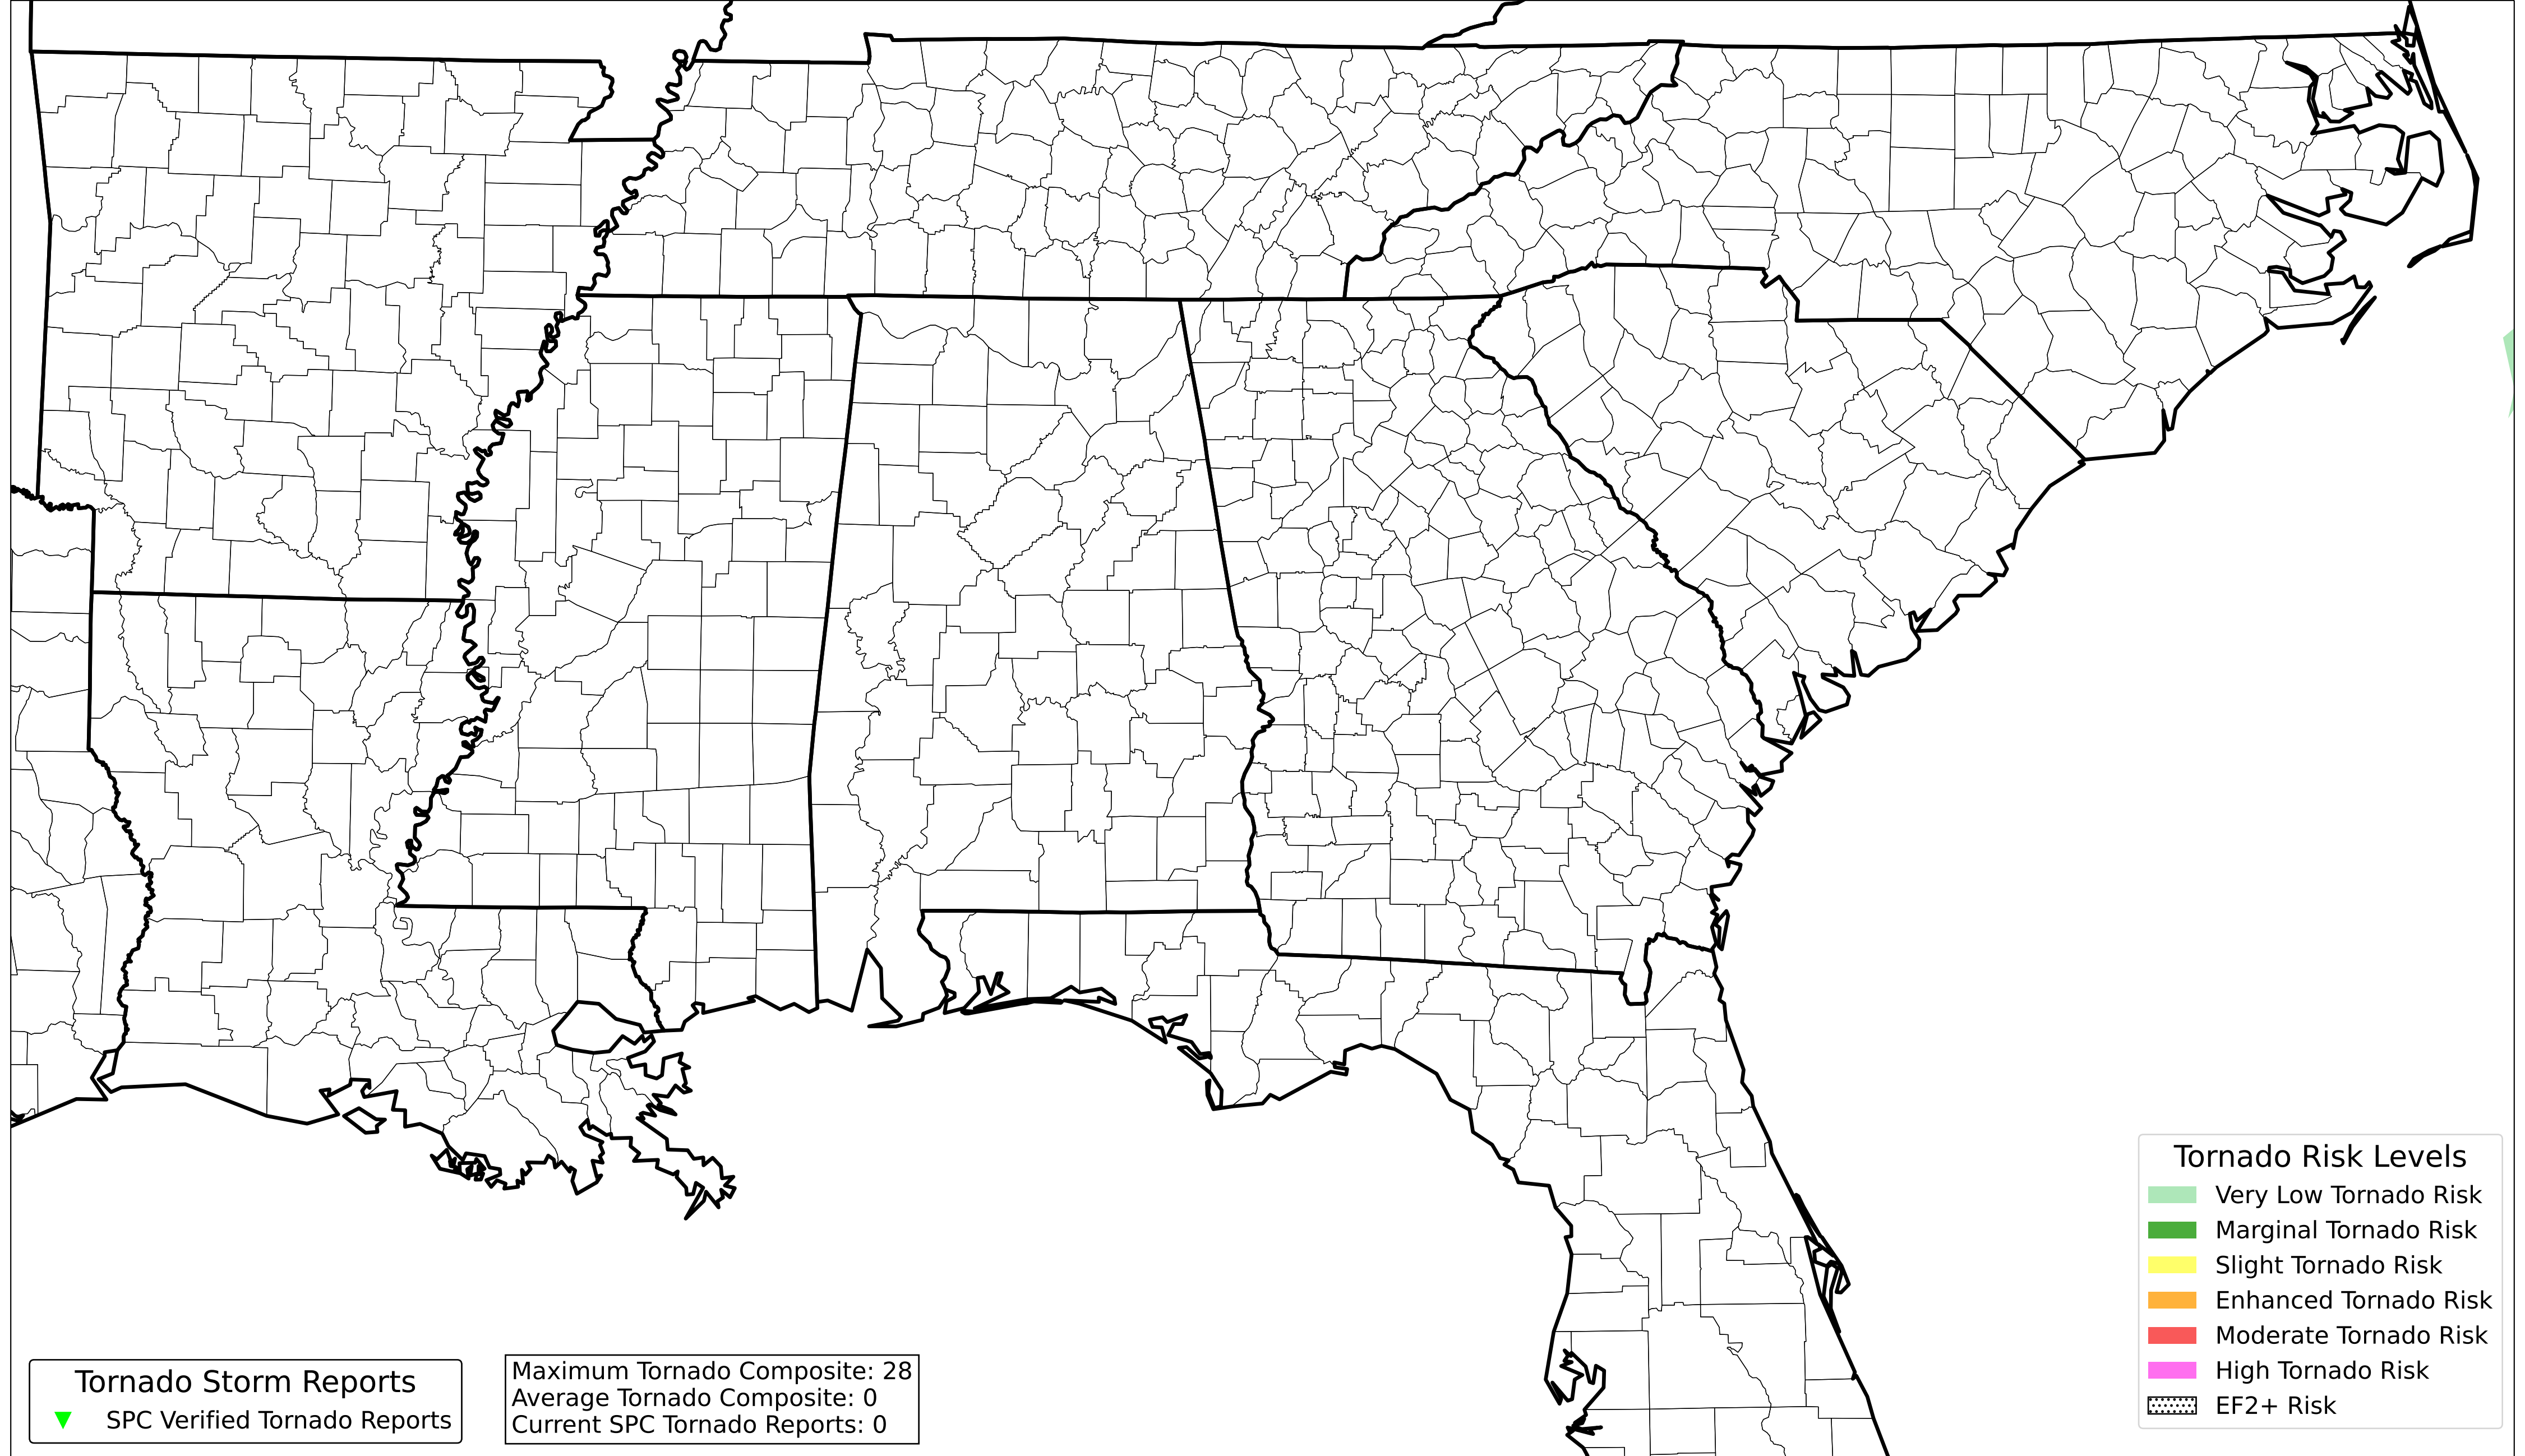 Tornado Risk Levels
Very Low Tornado Risk
Marginal Tornado Risk
Slight Tornado Risk
Enhanced Tornado Risk
Moderate Tornado Risk
High Tornado Risk
EF2+ Risk
Tornado Storm Reports
SPC Verified Tornado Reports
Maximum Tornado Composite: 28
Average Tornado Composite: 0
Current SPC Tornado Reports: 0